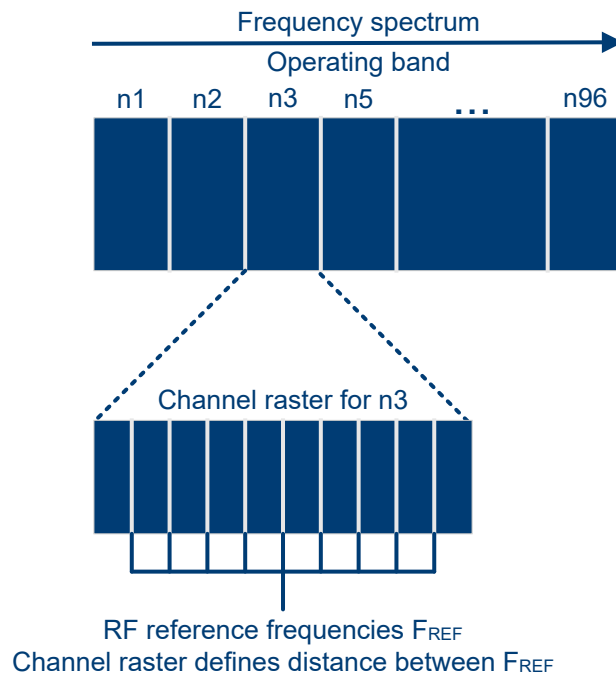 Frequency spectrum
Operating band
n1 n2 n3 n5 ... n96
Channel raster for n3
RF reference frequencies FREF
Channel raster defines distance between FREF